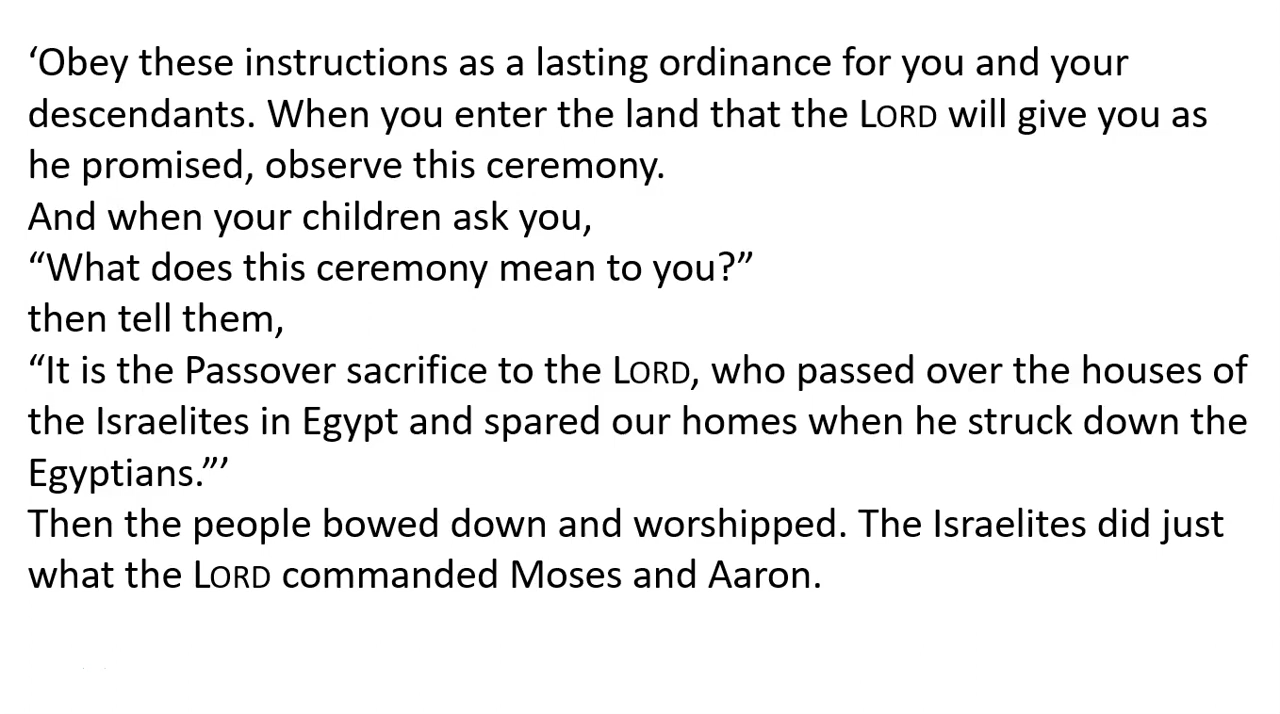 ‘Obey these instructions as a lasting ordinance for you and your
descendants. When you enter the land that the LORD will give you as
he promised, observe this ceremony.
And when your children ask you,
“What does this ceremony mean to you?”
then tell them,
“It is the Passover sacrifice to the LORD, who passed over the houses of
the Israelites in Egypt and spared our homes when he struck down the
Egyptians.”’
Then the people bowed down and worshipped. The Israelites did just
what the LORD commanded Moses and Aaron.